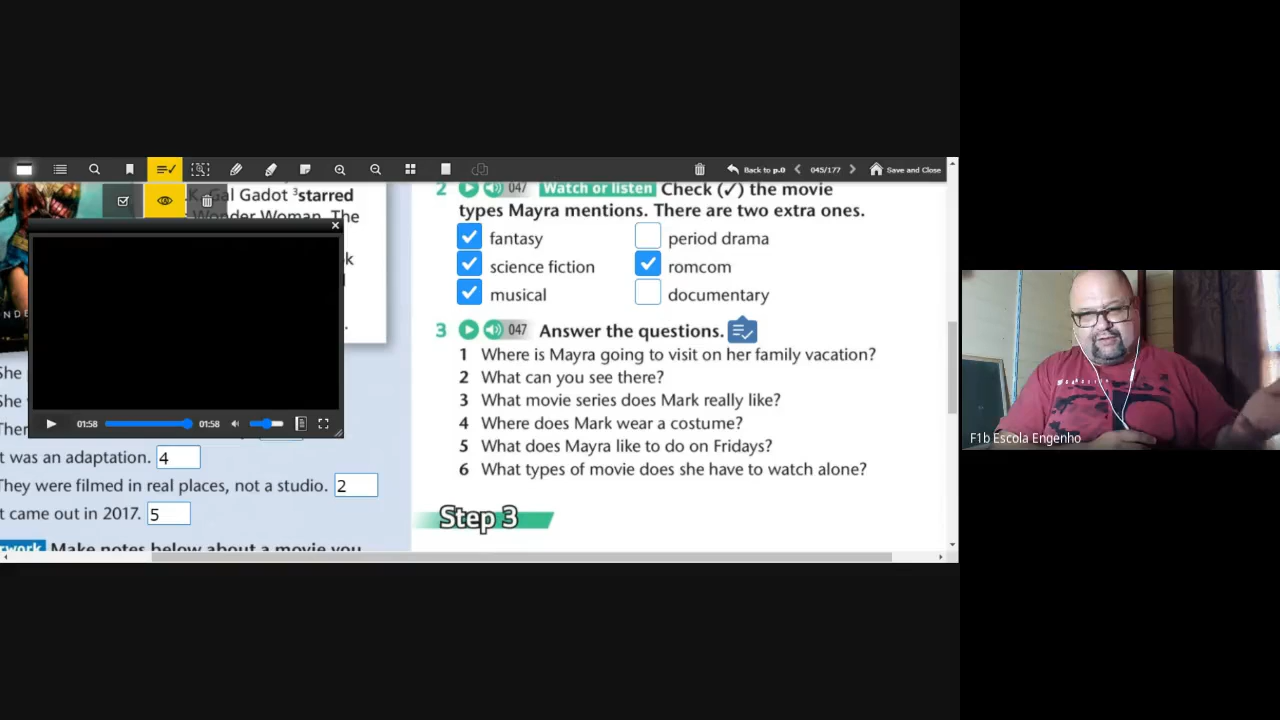 Back to p.0
045/177
Save and Close
.K. Gal Gadot ³starred
Wonder Woman. The
k
She
She
Ther
t was an adaptation. 4
They were filmed in real places, not a studio. 2
t came out in 2017. 5
rwork Make notes below about a movie you
01:58
01:58
2 047 Watch or listen Check (✓) the movie
types Mayra mentions. There are two extra ones.
fantasy
period drama
science fiction
romcom
musical
documentary
3 047 Answer the questions.
1 Where is Mayra going to visit on her family vacation?
2 What can you see there?
3 What movie series does Mark really like?
4 Where does Mark wear a costume?
5 What does Mayra like to do on Fridays?
6 What types of movie does she have to watch alone?
Step 3
F1b Escola Engenho